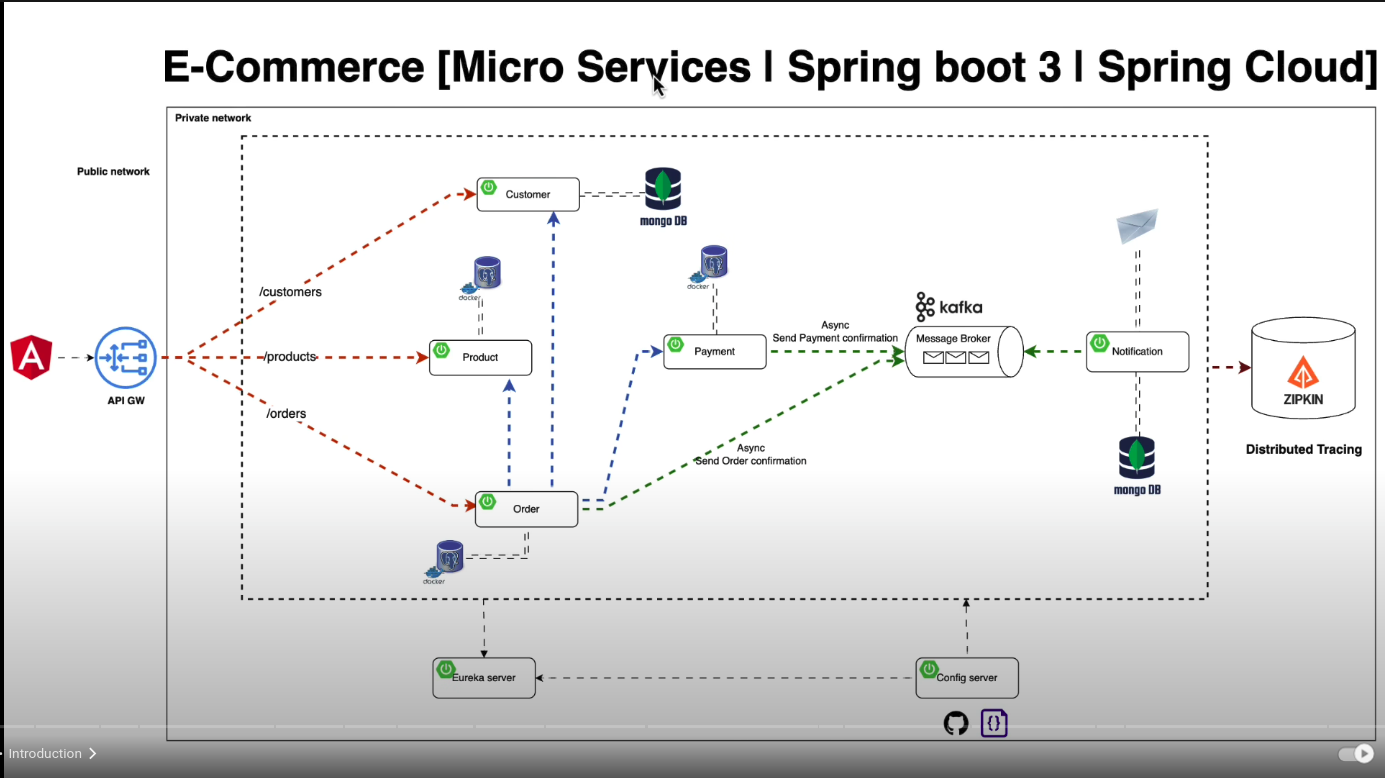 E-Commerce [Micro Services | Spring boot 3 | Spring Cloud]
Private network
Public network
Customer
mongo DB
/customers
docker
docker
kafka
Async
Send Payment confirmation
Message Broker
/products
Product
Payment
Notification
API GW
ZIPKIN
/orders
Distributed Tracing
Async
Send Order confirmation
mongo DB
Order
docker
Eureka server
Config server
{}
Introduction